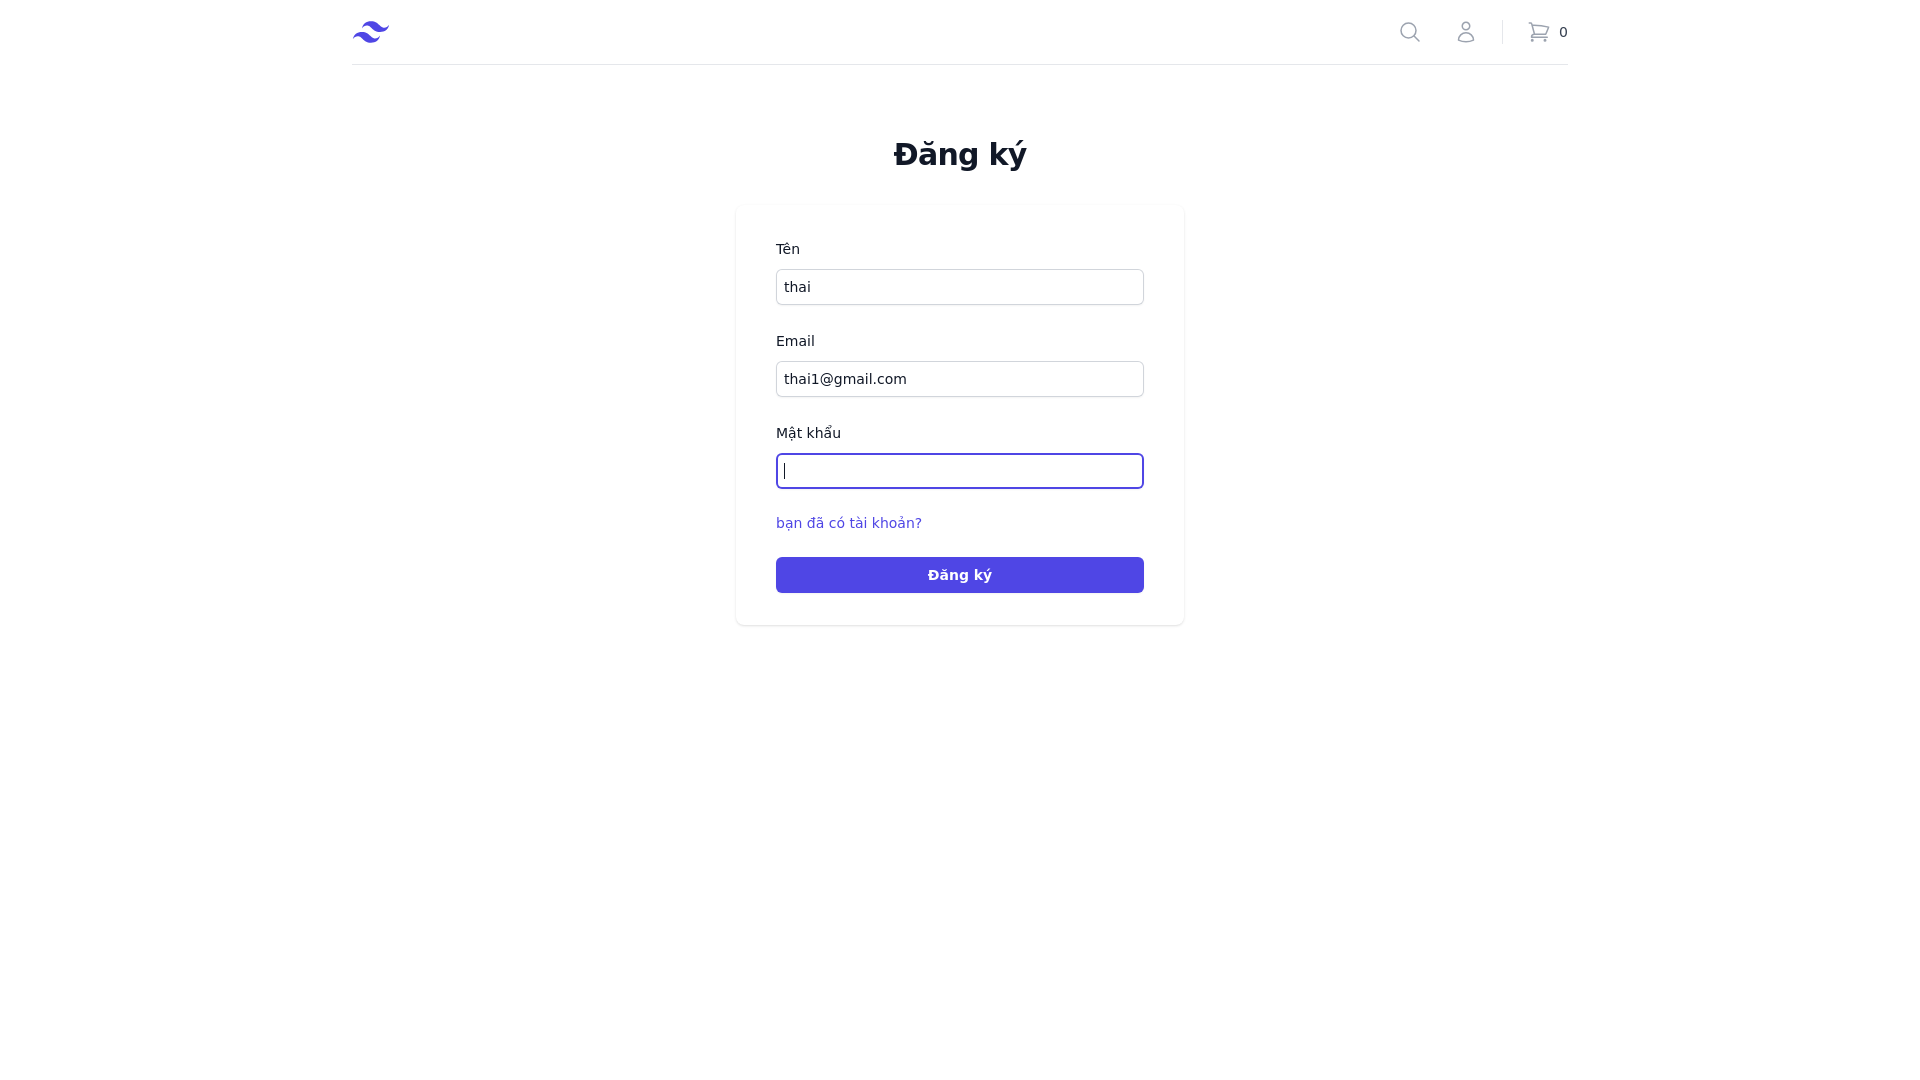 0
Đăng ký
Tên
thai
Email
thai1@gmail.com
Mật khẩu
bạn đã có tài khoản?
Đăng ký